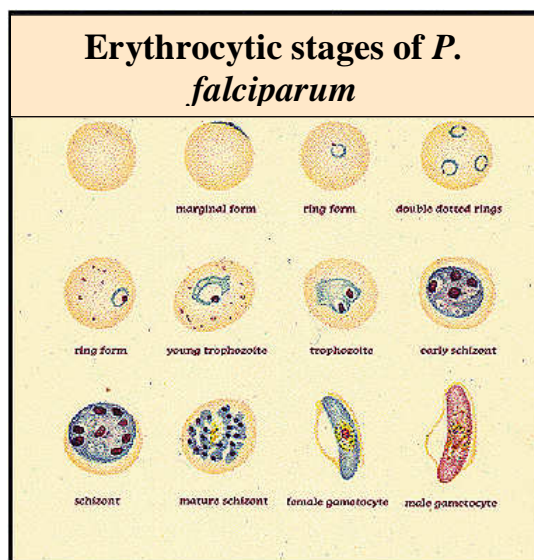 Erythrocytic stages of P.
falciparum
marginal form ring form double dotted rings
ring form young trophozoite trophozoite early schizont
schizont mature schizont female gametocyte male gametocyte